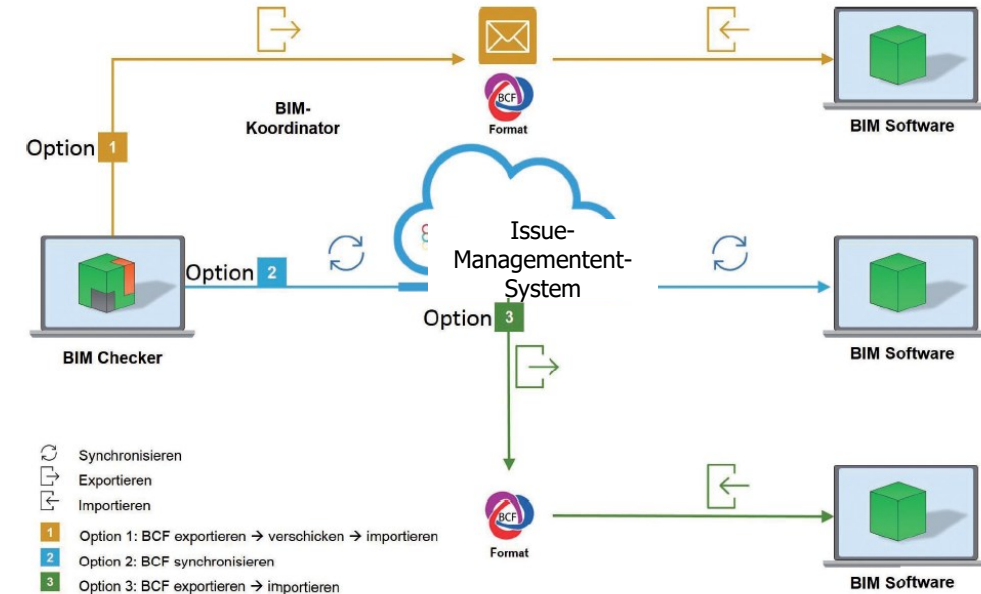 BCF
Format
BIM-
Koordinator
BIM Software
Option 1
Issue-
Managementent-
System
Option 2
BIM Checker
BIM Software
Option 3
BCF
Format
BIM Software
Synchronisieren
Exportieren
Importieren
1 Option 1: BCF exportieren → verschicken → importieren
2 Option 2: BCF synchronisieren
3 Option 3: BCF exportieren → importieren